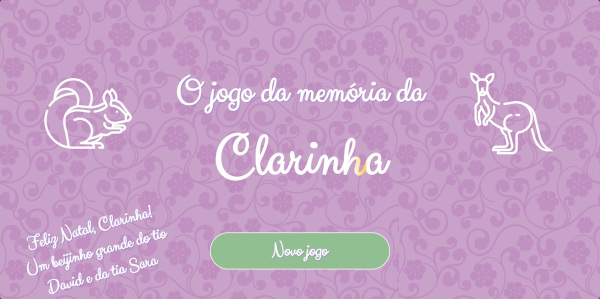 O jogo da memória da
Clarinha
Feliz Natal, Clarinha!
Um beijinho grande do tio
David e da tia Sara
Novo jogo